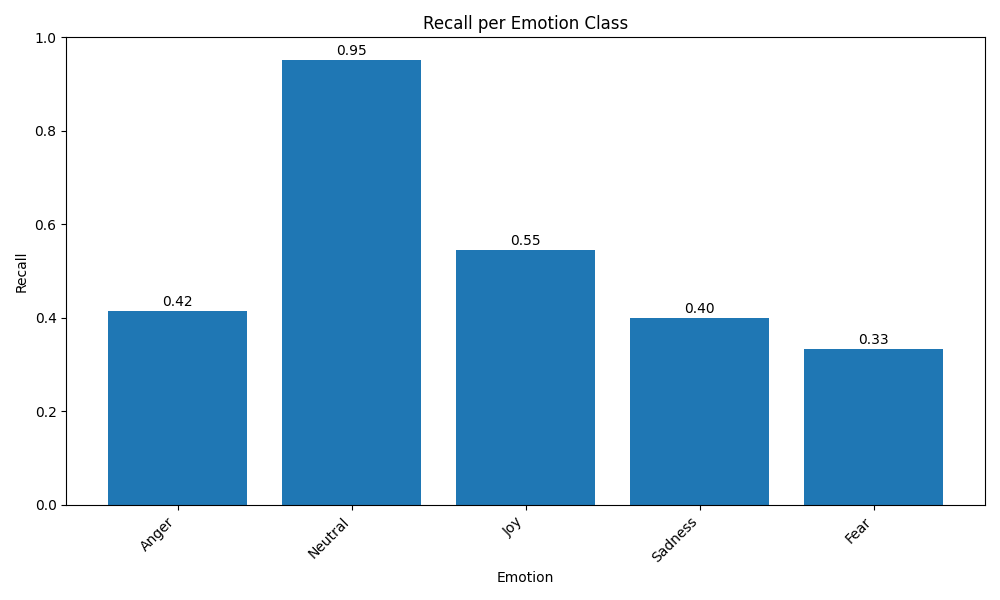 Recall per Emotion Class
1.0
0.8
0.6
0.4
0.2
0.0
Recall
0.42
0.95
0.55
0.40
0.33
Anger
Neutral
Joy
Sadness
Fear
Emotion